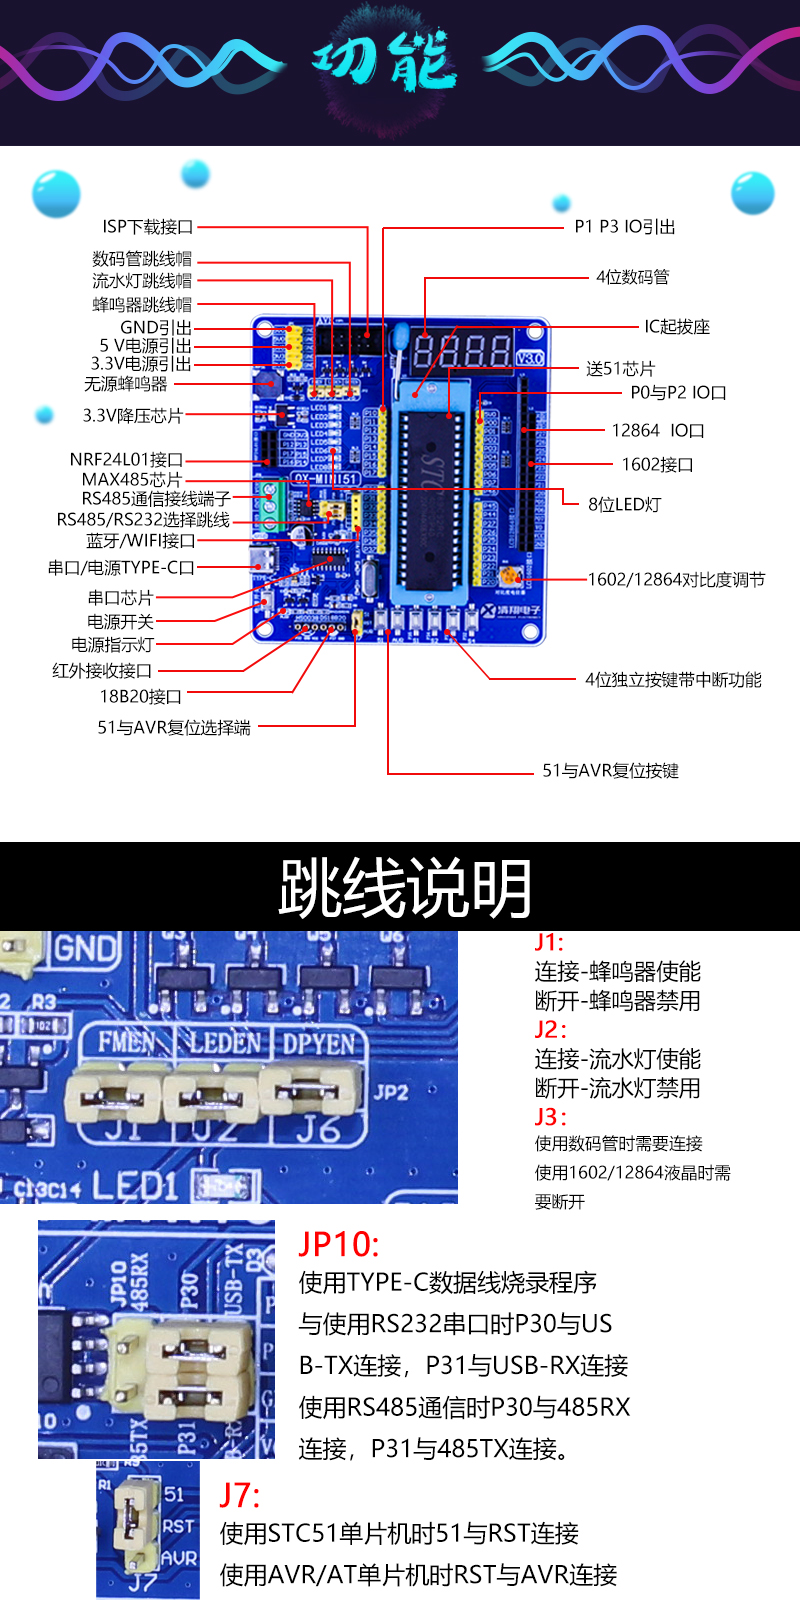 功能
ISP下载接口
数码管跳线帽
流水灯跳线帽
蜂鸣器跳线帽
GND引出
5 V电源引出
3.3V电源引出
无源蜂鸣器
3.3V降压芯片
NRF24L01接口
MAX485芯片
RS485通信接线端子
RS485/RS232选择跳线
蓝牙/WIFI接口
串口/电源TYPE-C口
串口芯片
电源开关
电源指示灯
红外接收接口
18B20接口
51与AVR复位选择端
P1 P3 IO引出
4位数码管
IC起拔座
送51芯片
P0与P2 IO口
12864 IO口
1602接口
8位LED灯
1602/12864对比度调节
4位独立按键带中断功能
51与AVR复位按键
V3.0
QX-MINI51
STC
跳线说明
GND
Q3 Q4 Q5 Q6
R3
FMEN LEDEN DPYEN
JP2
J1 J2 J6
C13C14 LED1
J1:
连接-蜂鸣器使能
断开-蜂鸣器禁用
J2:
连接-流水灯使能
断开-流水灯禁用
J3:
使用数码管时需要连接
使用1602/12864液晶时需
要断开
JP10
485RX
P30
USB-TX
D3
P31
JP10:
使用TYPE-C数据线烧录程序
与使用RS232串口时P30与US
B-TX连接，P31与USB-RX连接
使用RS485通信时P30与485RX
连接，P31与485TX连接。
R1
51
RST
AVR
J7
J7:
使用STC51单片机时51与RST连接
使用AVR/AT单片机时RST与AVR连接